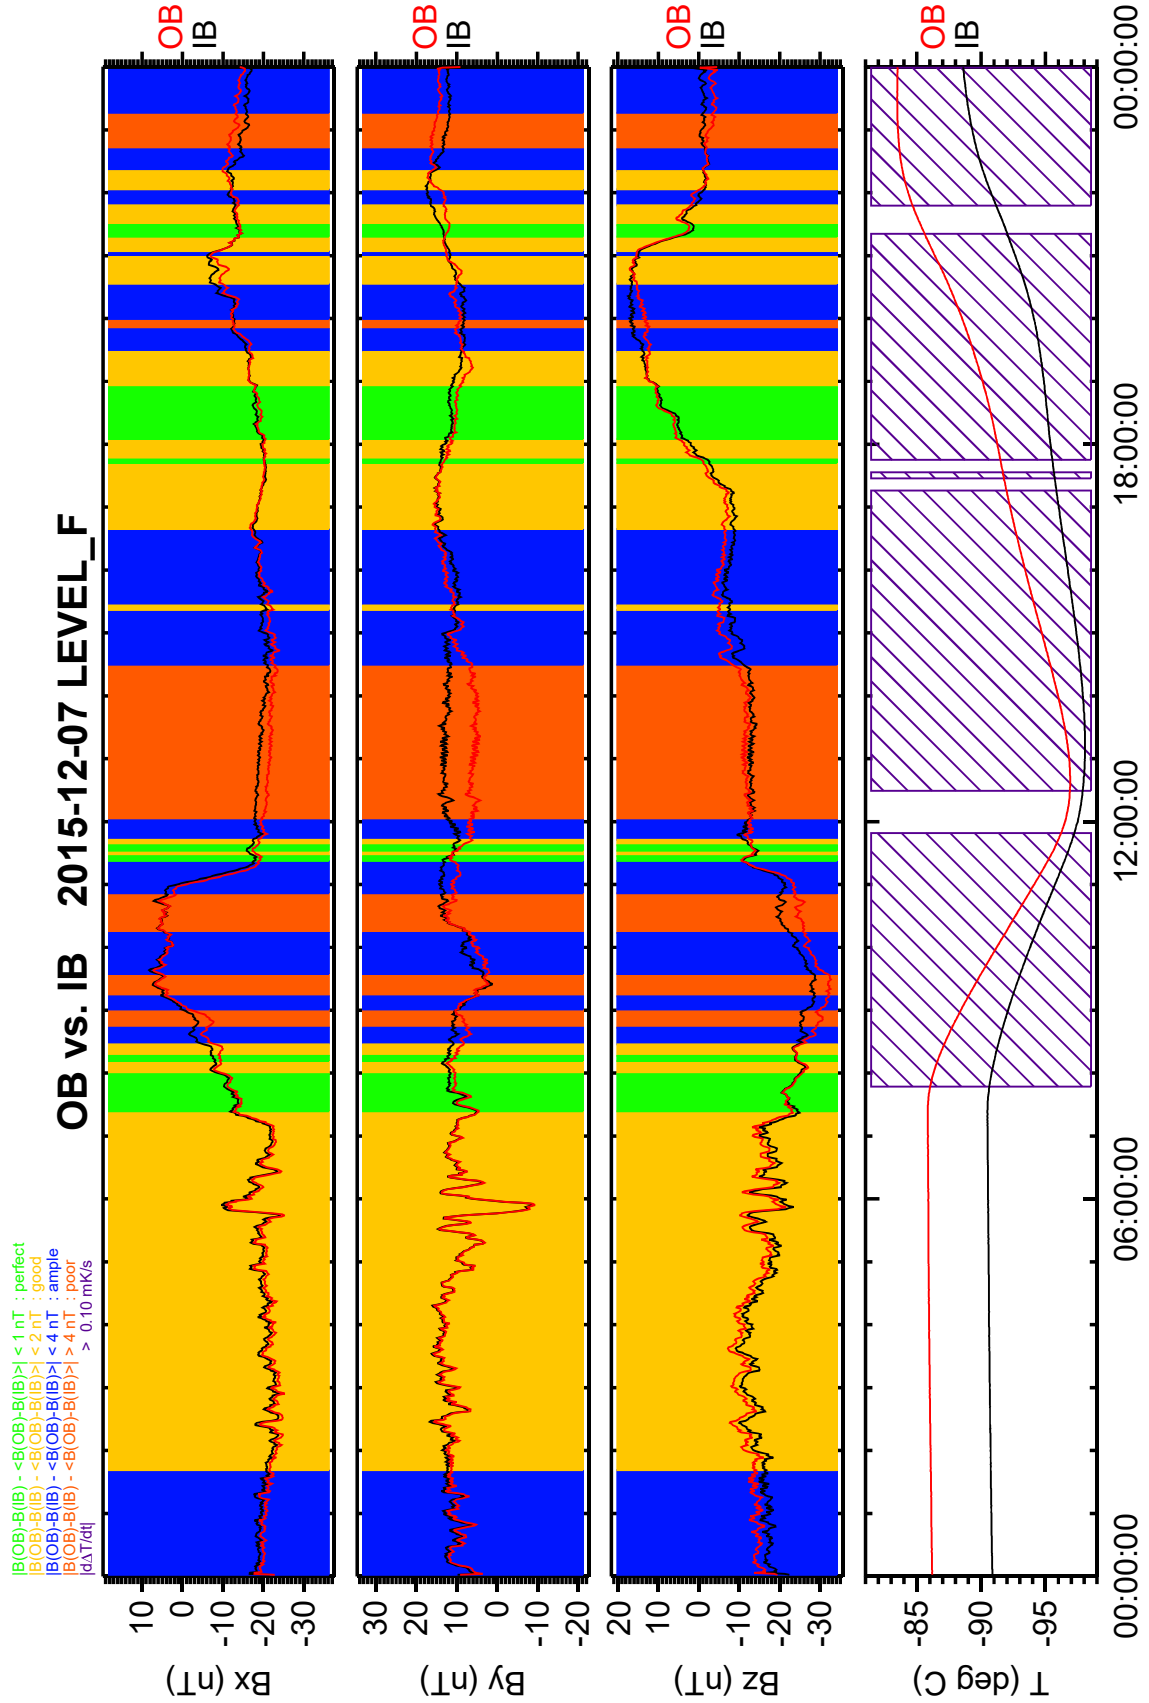 |B(OB)-B(IB) - <B(OB)-B(IB)>| < 1 nT : perfect
|B(OB)-B(IB) - <B(OB)-B(IB)>| < 2 nT : good
|B(OB)-B(IB) - <B(OB)-B(IB)>| < 4 nT : ample
|B(OB)-B(IB) - <B(OB)-B(IB)>| > 4 nT : poor
|dΔT/dt| > 0.10 mK/s
OB vs. IB 2015-12-07 LEVEL_F
Bx (nT)
10
0
-10
-20
-30
OB
IB
By (nT)
30
20
10
0
-10
-20
OB
IB
Bz (nT)
20
10
0
-10
-20
-30
OB
IB
T (deg C)
-85
-90
-95
OB
IB
00:00:00
06:00:00
12:00:00
18:00:00
00:00:00